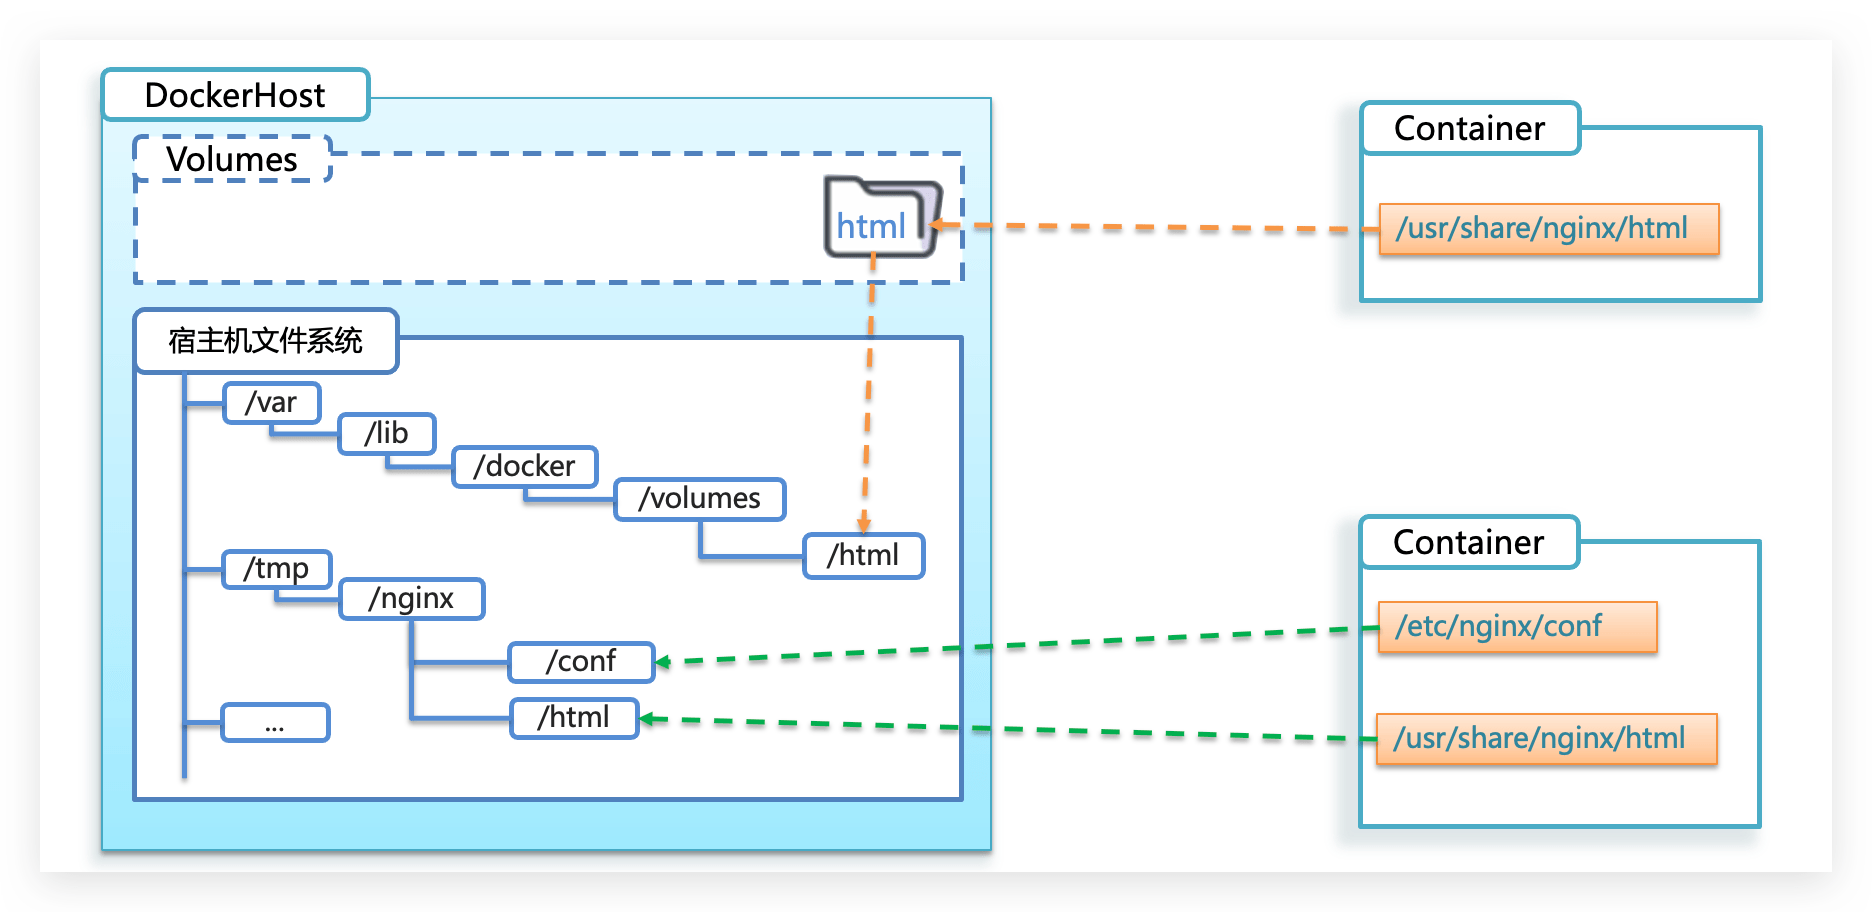 DockerHost
Volumes
html
宿主机文件系统
/var
/lib
/docker
/volumes
/html
/tmp
/nginx
/conf
/html
...
Container
/usr/share/nginx/html
Container
/etc/nginx/conf
/usr/share/nginx/html